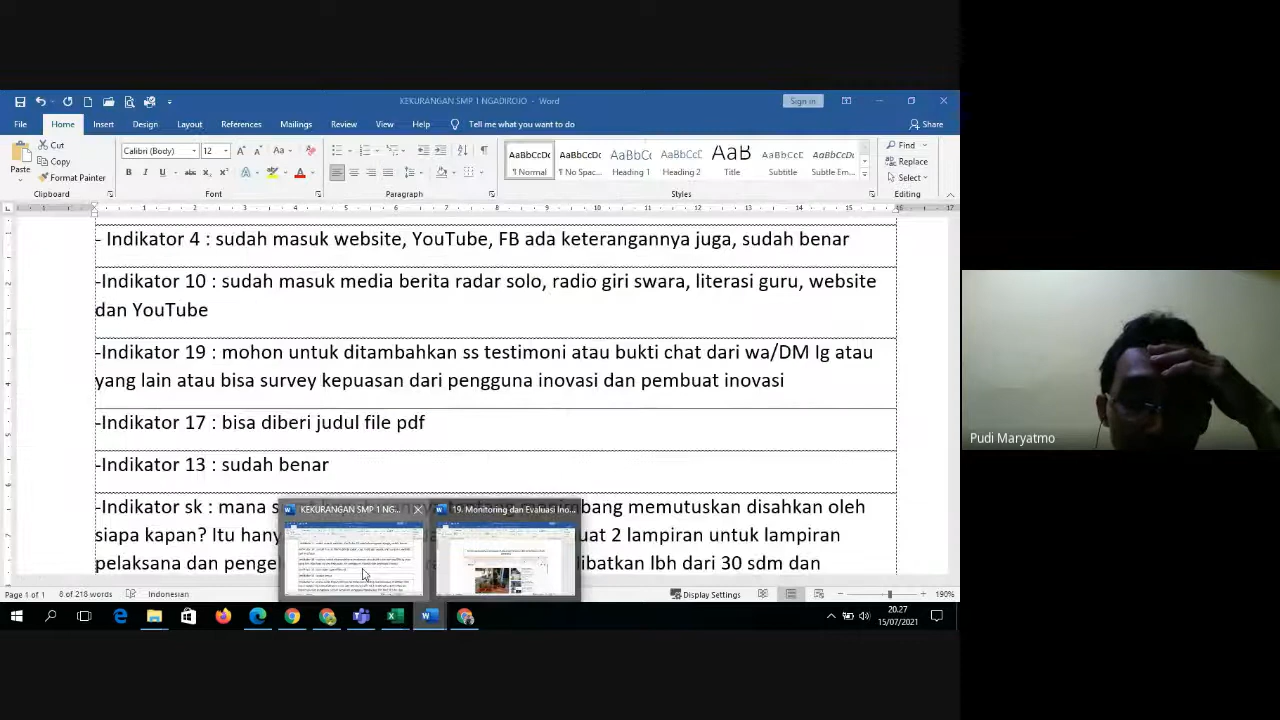 KEKURANGAN SMP 1 NGADIROJO - Word
Sign in
File Home Insert Design Layout References Mailings Review View Help Tell me what you want to do Share
Paste
Cut
Copy
Format Painter
Calibri (Body) 12
AaBbCcDc AaBbCcDc AaBbCc AaBbCcC AaB AaBbCcC AaBbCcDc
¶ Normal ¶ No Spac... Heading 1 Heading 2 Title Subtitle Subtle Em...
Find
Replace
Select
Clipboard Font Paragraph Styles Editing
- Indikator 4 : sudah masuk website, YouTube, FB ada keterangannya juga, sudah benar
-Indikator 10 : sudah masuk media berita radar solo, radio giri swara, literasi guru, website
dan YouTube
-Indikator 19 : mohon untuk ditambahkan ss testimoni atau bukti chat dari wa/DM Ig atau
yang lain atau bisa survey kepuasan dari pengguna inovasi dan pembuat inovasi
-Indikator 17 : bisa diberi judul file pdf
-Indikator 13 : sudah benar
-Indikator sk : mana bang memutuskan disahkan oleh
siapa kapan? Itu hany uat 2 lampiran untuk lampiran
pelaksana dan penge libatkan lbh dari 30 sdm dan
KEKURANGAN SMP 1 NG...
19. Monitoring dan Evaluasi Ino...
Page 1 of 1 8 of 218 words Indonesian Display Settings 190%
20.27
15/07/2021
Pudi Maryatmo